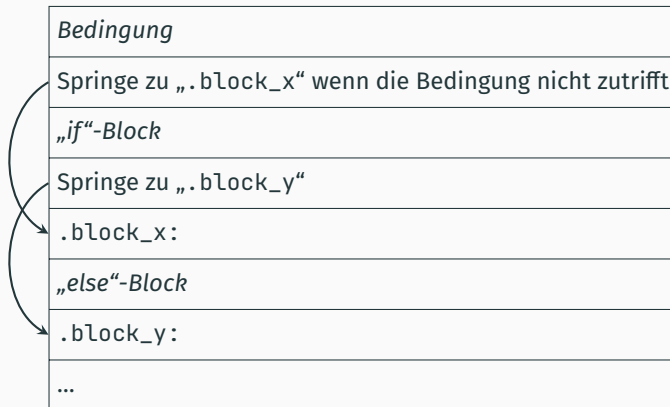 Bedingung
Springe zu „.block_x“ wenn die Bedingung nicht zutrifft
„if“-Block
Springe zu „.block_y“
.block_x:
„else“-Block
.block_y:
...